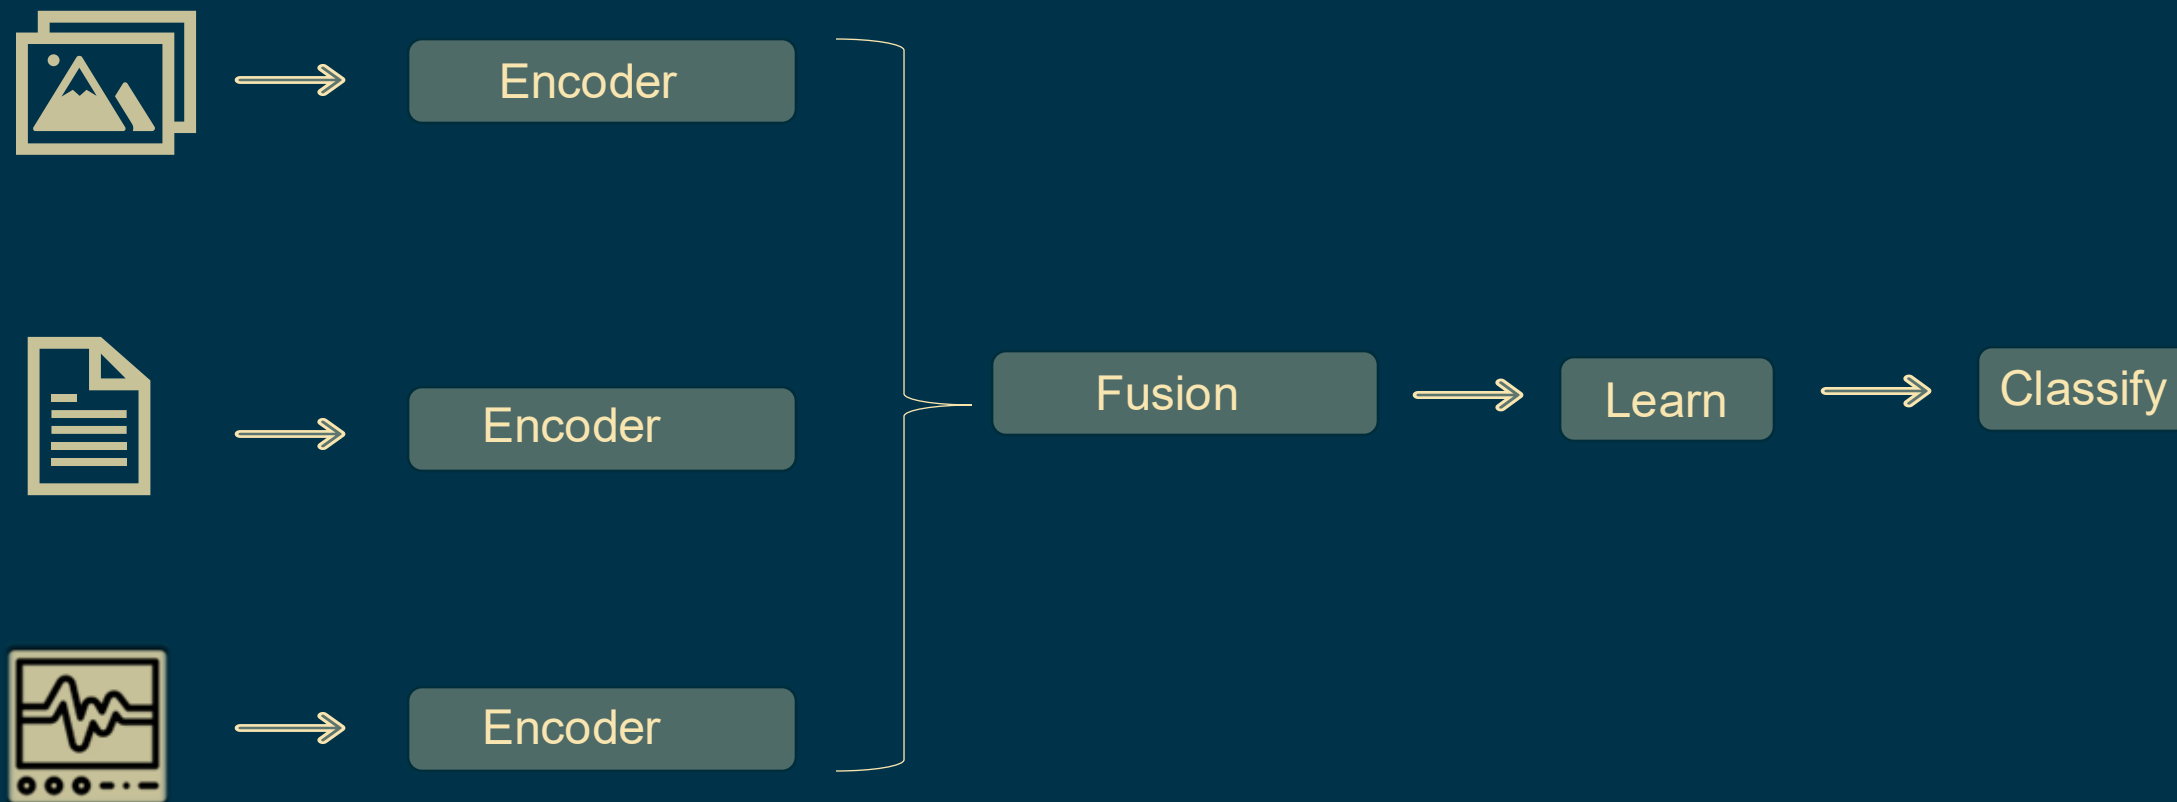 Encoder
Encoder
Encoder
Fusion
Learn
Classify